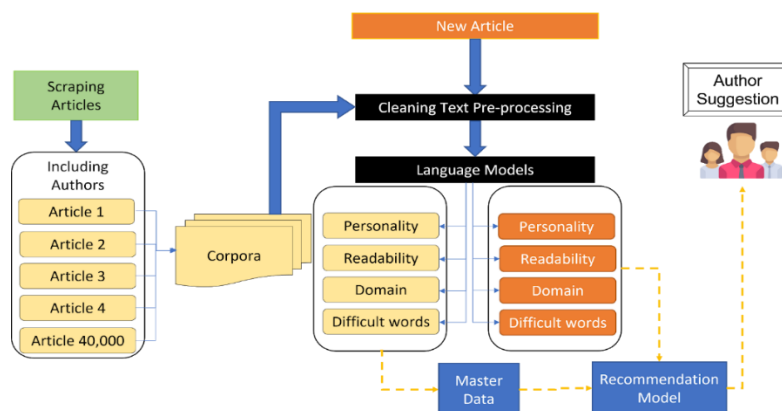 New Article
Scraping
Articles
Author
Suggestion
Cleaning Text Pre-processing
Including
Authors
Language Models
Article 1
Article 2
Article 3
Article 4
Article 40,000
Corpora
Personality
Readability
Domain
Difficult words
Personality
Readability
Domain
Difficult words
Master
Data
Recommendation
Model